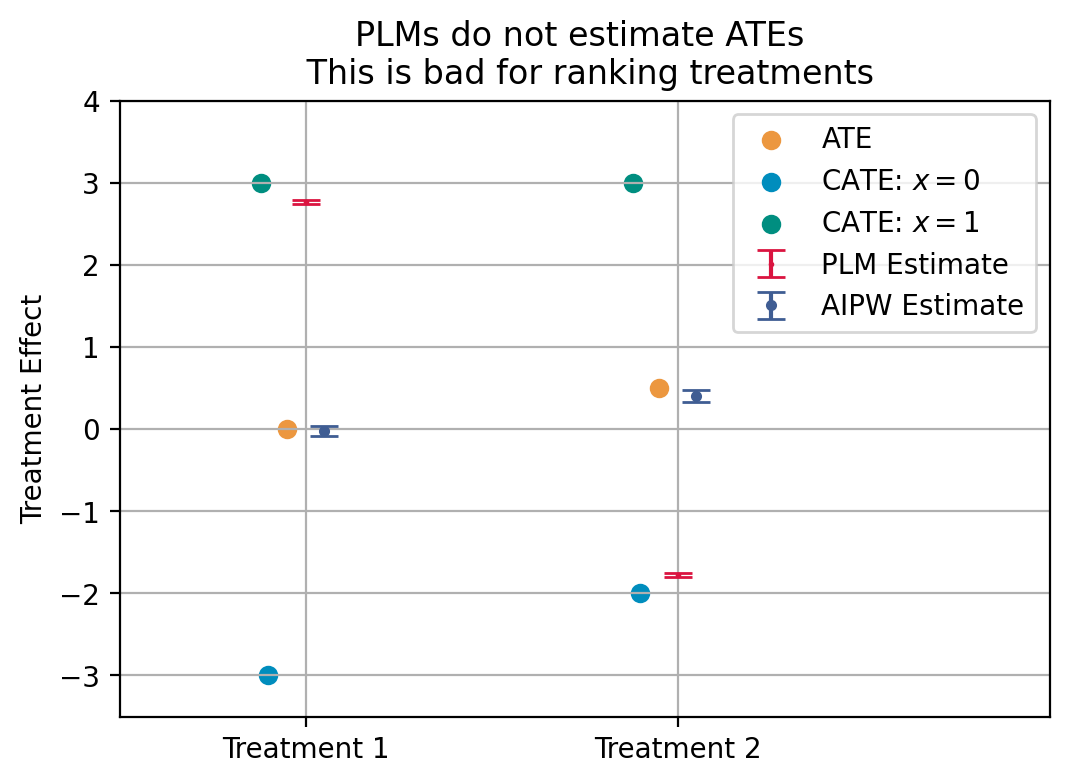 PLMs do not estimate ATEs
This is bad for ranking treatments
4
3
2
1
0
−1
−2
−3
Treatment Effect
ATE
CATE: x = 0
CATE: x = 1
PLM Estimate
AIPW Estimate
Treatment 1
Treatment 2